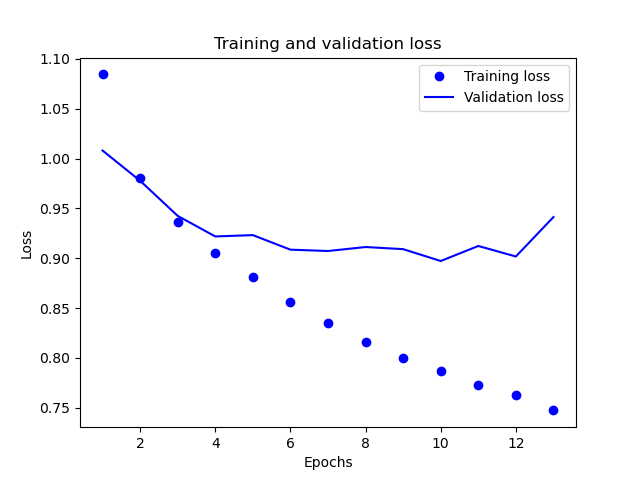 Training and validation loss
Training loss
Validation loss
1.10
1.05
1.00
0.95
0.90
0.85
0.80
0.75
Loss
2 4 6 8 10 12
Epochs